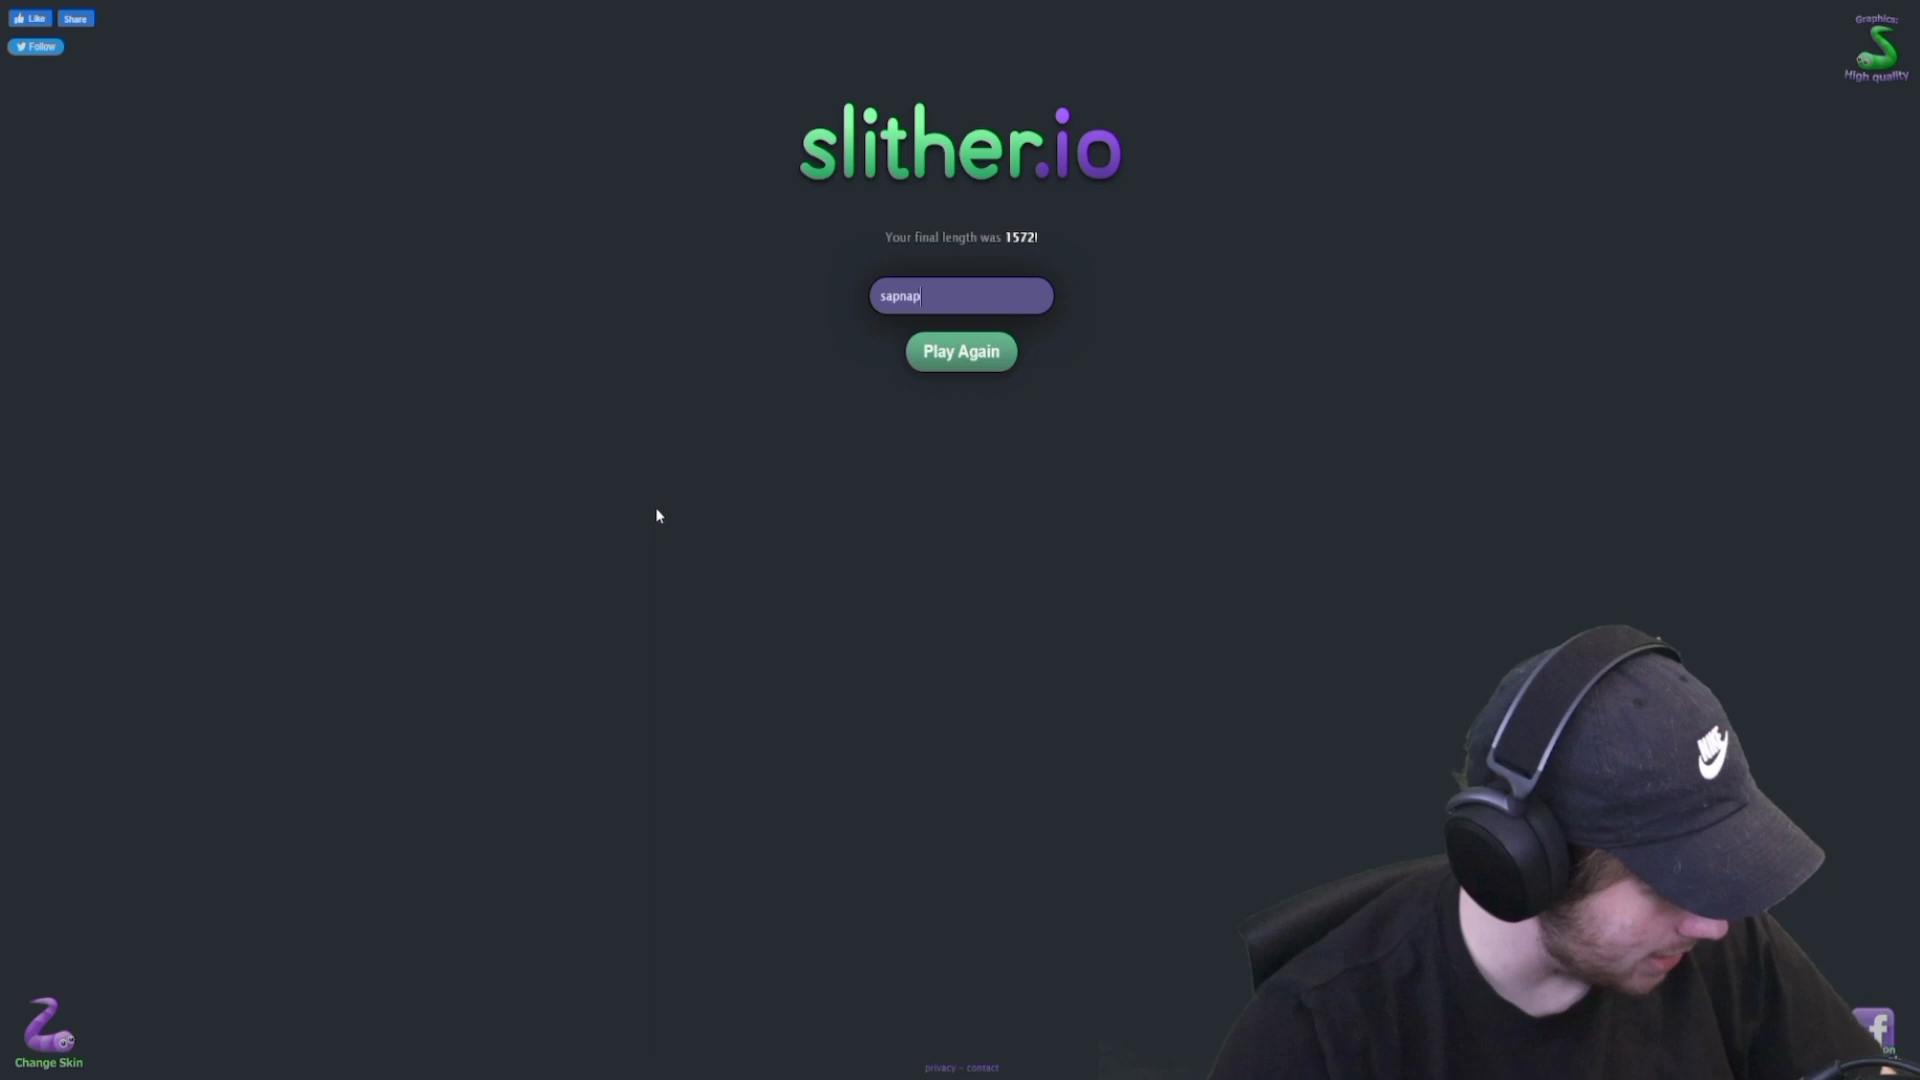 Like
Share
Follow
Graphics:
High quality
slither.io
Your final length was 1572!
sapnap
Play Again
NIKE
Change Skin
privacy - contact